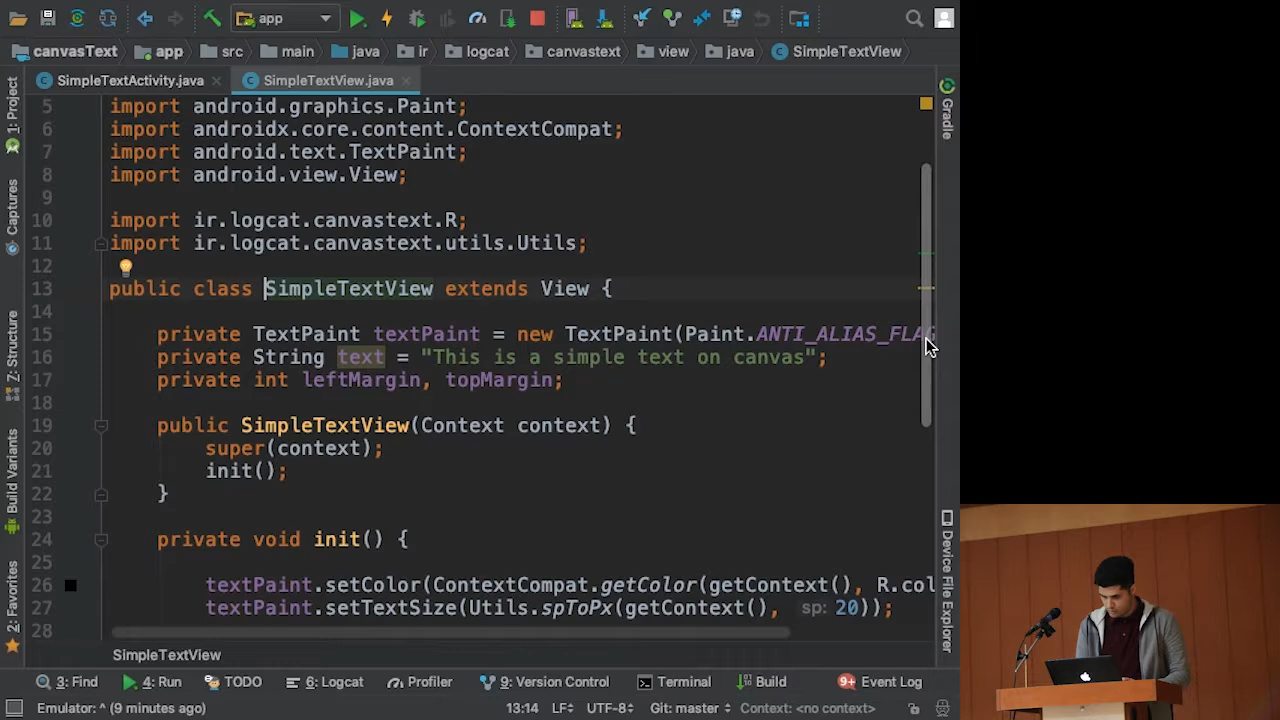 app
canvasText app src main java ir logcat canvastext view java SimpleTextView
SimpleTextActivity.java SimpleTextView.java
1: Project
Captures
Z: Structure
Build Variants
2: Favorites
5 import android.graphics.Paint;
6 import androidx.core.content.ContextCompat;
7 import android.text.TextPaint;
8 import android.view.View;
9
10 import ir.logcat.canvastext.R;
11 import ir.logcat.canvastext.utils.Utils;
12
13 public class SimpleTextView extends View {
14
15 private TextPaint textPaint = new TextPaint(Paint.ANTI_ALIAS_FLAG
16 private String text = "This is a simple text on canvas";
17 private int leftMargin, topMargin;
18
19 public SimpleTextView(Context context) {
20 super(context);
21 init();
22 }
23
24 private void init() {
25
26 textPaint.setColor(ContextCompat.getColor(getContext(), R.col
27 textPaint.setTextSize(Utils.spToPx(getContext(), sp: 20));
28
Gradle
Device File Explorer
SimpleTextView
3: Find 4: Run TODO 6: Logcat Profiler 9: Version Control Terminal Build 9+ Event Log
Emulator: ^ (9 minutes ago) 13:14 LF UTF-8 Git: master Context: <no context>